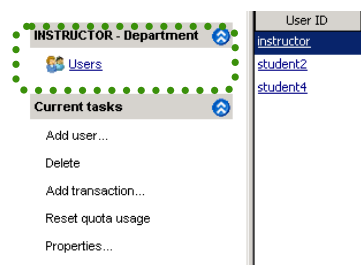 INSTRUCTOR - Department
Users
Current tasks
Add user...
Delete
Add transaction...
Reset quota usage
Properties...
User ID
instructor
student2
student4